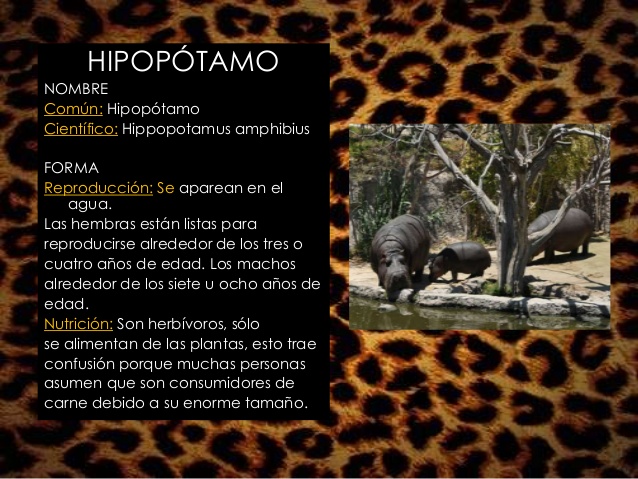 HIPOPÓTAMO
NOMBRE
Común: Hipopótamo
Científico: Hippopotamus amphibius
FORMA
Reproducción: Se aparean en el
agua.
Las hembras están listas para
reproducirse alrededor de los tres o
cuatro años de edad. Los machos
alrededor de los siete u ocho años de
edad.
Nutrición: Son herbívoros, sólo
se alimentan de las plantas, esto trae
confusión porque muchas personas
asumen que son consumidores de
carne debido a su enorme tamaño.